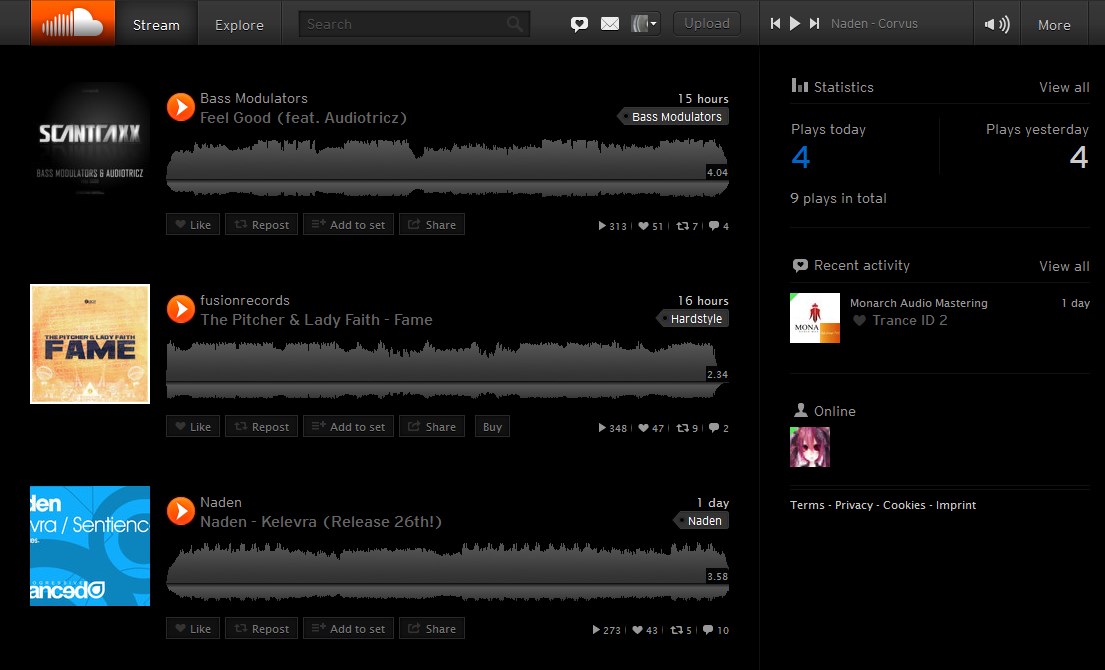 Stream
Explore
Search
Upload
Naden - Corvus
More
SCANTRAXX
BASS MODULATORS & AUDIOTRICZ
Bass Modulators
15 hours
Feel Good (feat. Audiotricz)
Bass Modulators
4.04
Like
Repost
Add to set
Share
313
51
7
4
THE PITCHER & LADY FAITH
FAME
fusionrecords
16 hours
The Pitcher & Lady Faith - Fame
Hardstyle
2.34
Like
Repost
Add to set
Share
Buy
348
47
9
2
den
vra / Sentienc
anced
Naden
1 day
Naden - Kelevra (Release 26th!)
Naden
3.58
Like
Repost
Add to set
Share
273
43
5
10
Statistics
View all
Plays today
Plays yesterday
4
4
9 plays in total
Recent activity
View all
MONA
Monarch Audio Mastering
1 day
Trance ID 2
Online
Terms - Privacy - Cookies - Imprint